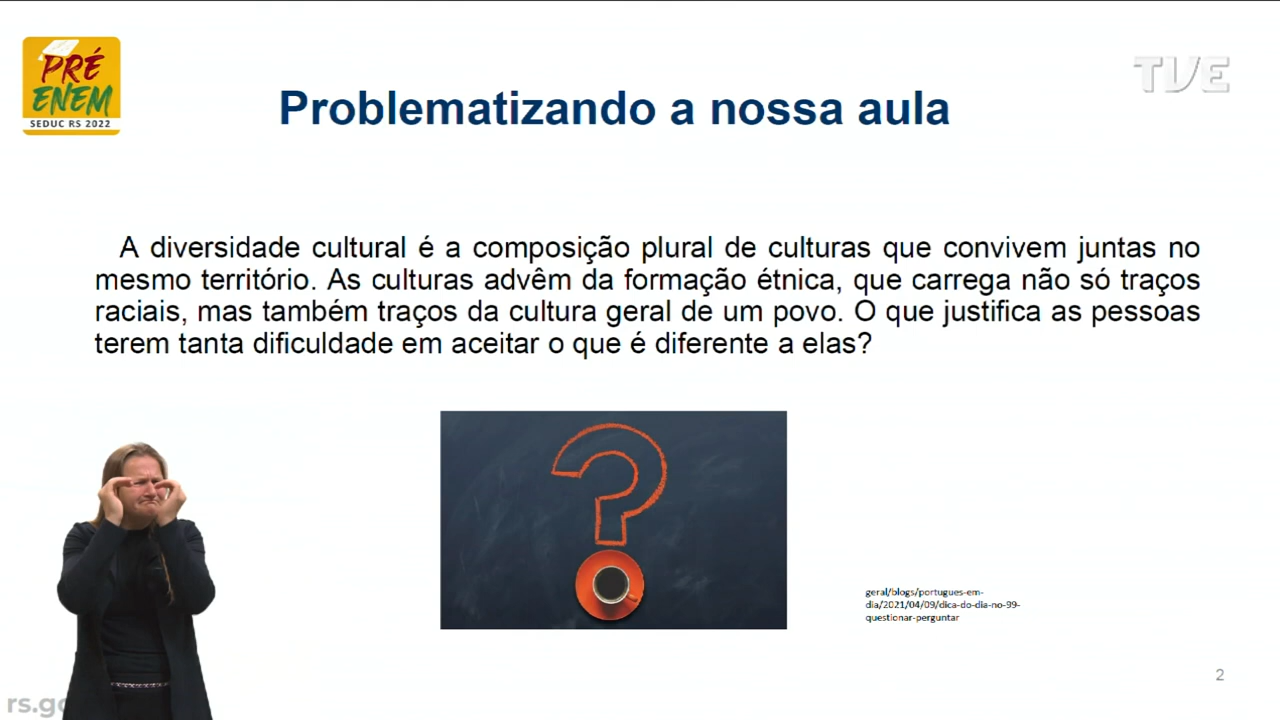 PRÉ
ENEM
SEDUC RS 2022
TVE
Problematizando a nossa aula
A diversidade cultural é a composição plural de culturas que convivem juntas no
mesmo território. As culturas advêm da formação étnica, que carrega não só traços
raciais, mas também traços da cultura geral de um povo. O que justifica as pessoas
terem tanta dificuldade em aceitar o que é diferente a elas?
geral/blogs/portugues-em-
dia/2021/04/09/dica-do-dia-no-99-
questionar-perguntar
2
rs.go